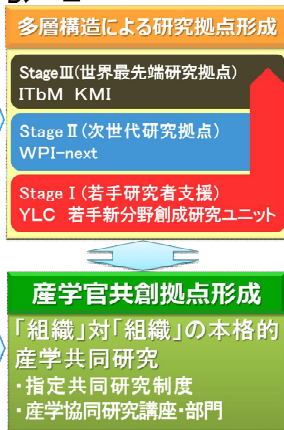 多層構造による研究拠点形成
StageⅢ(世界最先端研究拠点)
ITbM KMI
StageⅡ(次世代研究拠点)
WPI-next
StageⅠ(若手研究者支援)
YLC 若手新分野創成研究ユニット
産学官共創拠点形成
「組織」対「組織」の本格的
産学共同研究
・指定共同研究制度
・産学協同研究講座・部門